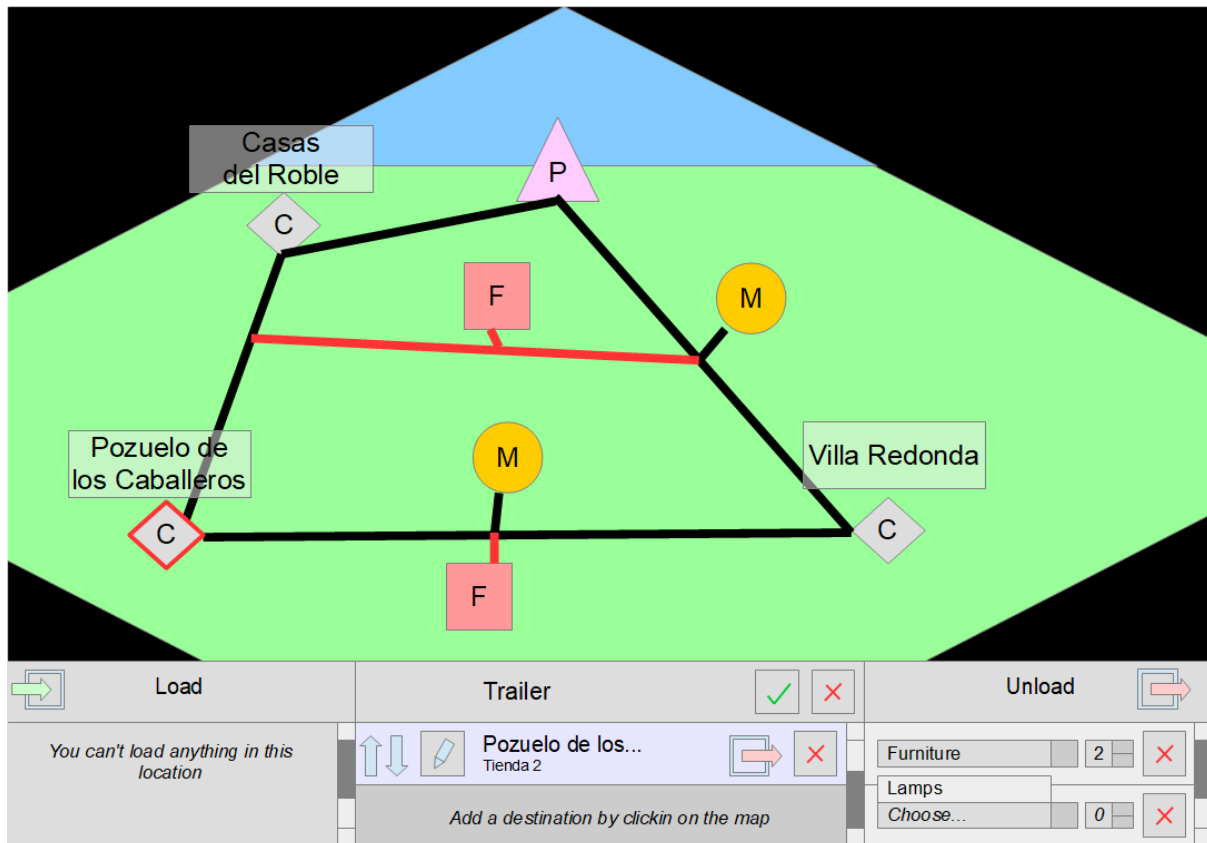 Casas
del Roble
P
C
F
M
Pozuelo de
los Caballeros
M
Villa Redonda
C
C
F
Load
Trailer
Unload
You can't load anything in this
location
Pozuelo de los...
Tienda 2
Add a destination by clickin on the map
Furniture 2
Lamps
Choose... 0